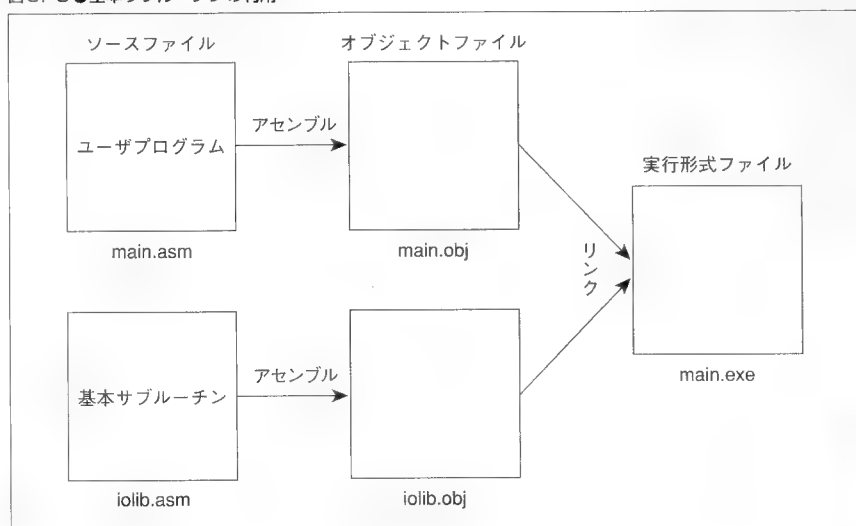 ソースファイル
オブジェクトファイル
ユーザプログラム
アセンブル
main.asm
main.obj
実行形式ファイル
リンク
main.exe
基本サブルーチン
アセンブル
iolib.asm
iolib.obj